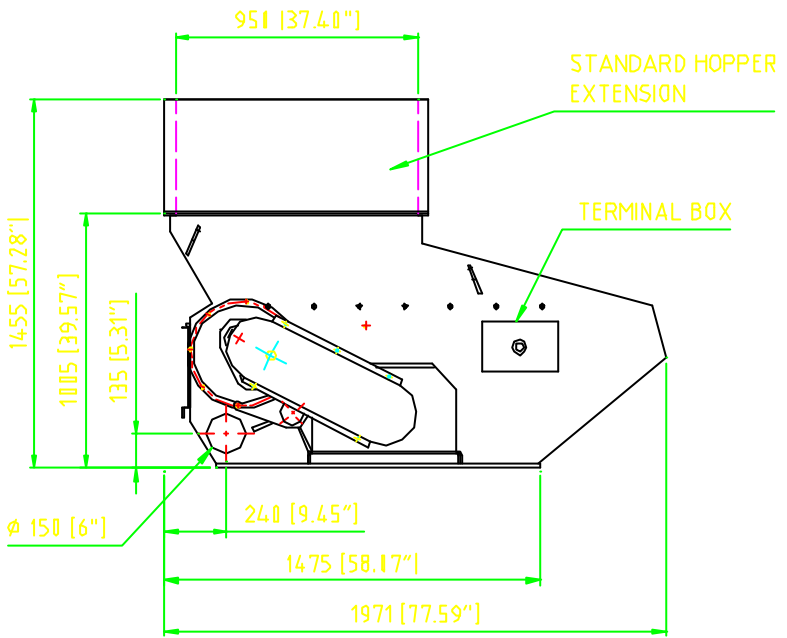 951 [37.40"]
STANDARD HOPPER
EXTENSION
TERMINAL BOX
1455 [57.28"]
1005 [39.57"]
135 [5.31"]
240 [9.45"]
Ø 150 [6"]
1475 [58.07"]
1971 [77.59"]